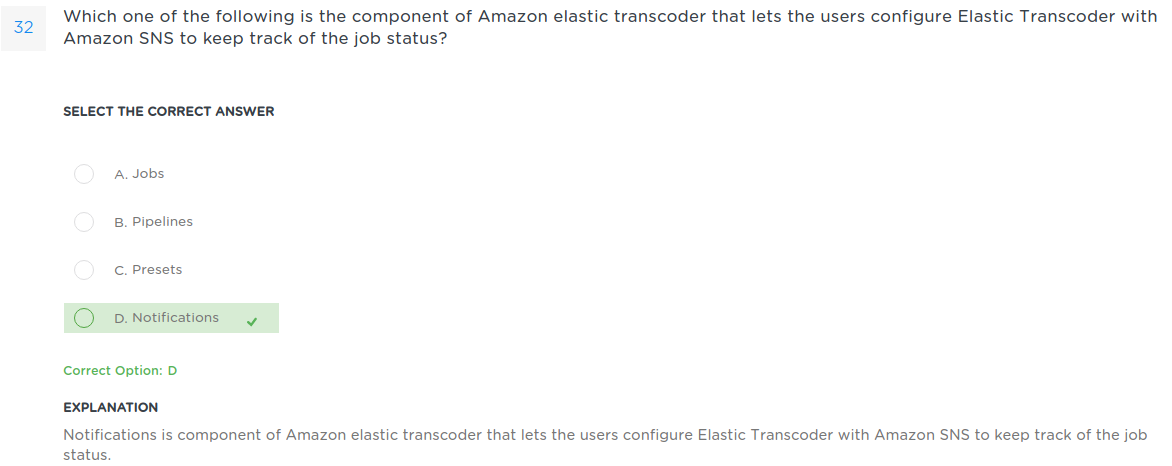 32
Which one of the following is the component of Amazon elastic transcoder that lets the users configure Elastic Transcoder with
Amazon SNS to keep track of the job status?
SELECT THE CORRECT ANSWER
A. Jobs
B. Pipelines
C. Presets
D. Notifications
Correct Option: D
EXPLANATION
Notifications is component of Amazon elastic transcoder that lets the users configure Elastic Transcoder with Amazon SNS to keep track of the job
status.